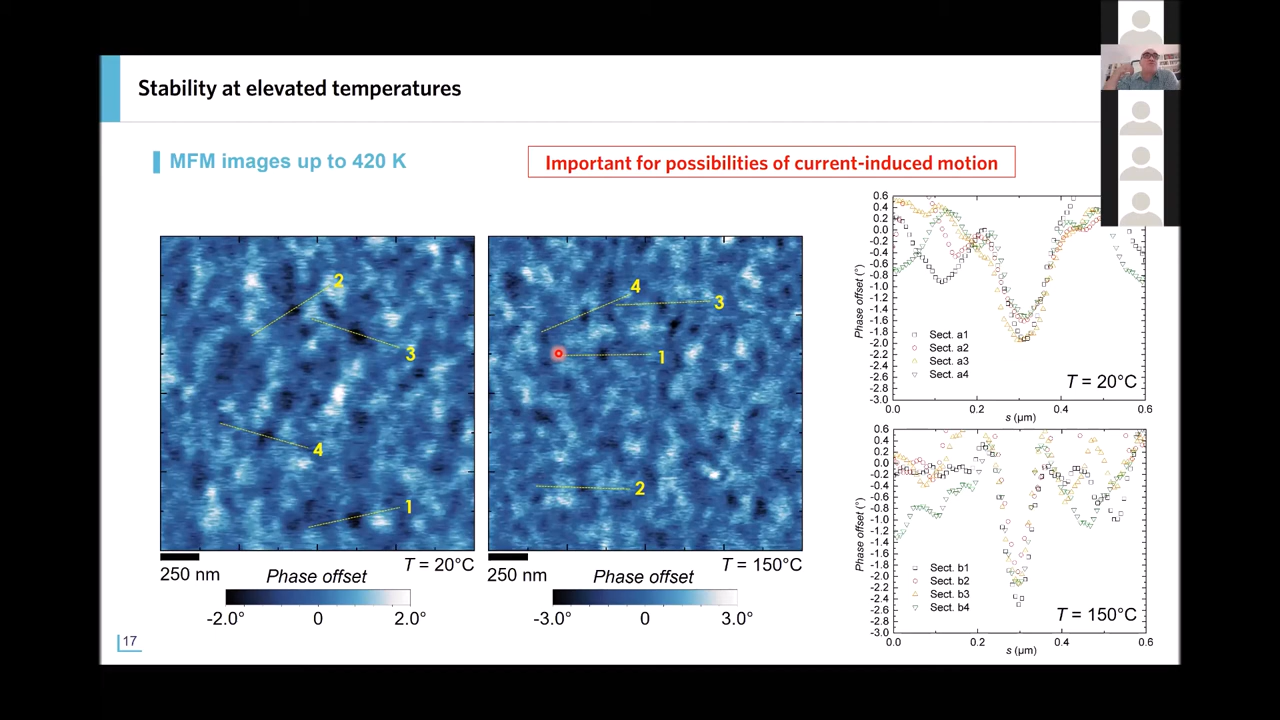 Stability at elevated temperatures
MFM images up to 420 K
Important for possibilities of current-induced motion
2
3
4
1
250 nm
T = 20°C
Phase offset
-2.0°
0
2.0°
4
3
1
2
250 nm
T = 150°C
Phase offset
-3.0°
0
3.0°
0.6
0.4
0.2
0.0
-0.2
-0.4
-0.6
-0.8
-1.0
-1.2
-1.4
-1.6
-1.8
-2.0
-2.2
-2.4
-2.6
-2.8
-3.0
Phase offset (°)
Sect. a1
Sect. a2
Sect. a3
Sect. a4
T = 20°C
0.0
0.2
0.4
0.6
s (µm)
0.6
0.4
0.2
0.0
-0.2
-0.4
-0.6
-0.8
-1.0
-1.2
-1.4
-1.6
-1.8
-2.0
-2.2
-2.4
-2.6
-2.8
-3.0
Phase offset (°)
Sect. b1
Sect. b2
Sect. b3
Sect. b4
T = 150°C
0.0
0.2
0.4
0.6
s (µm)
17